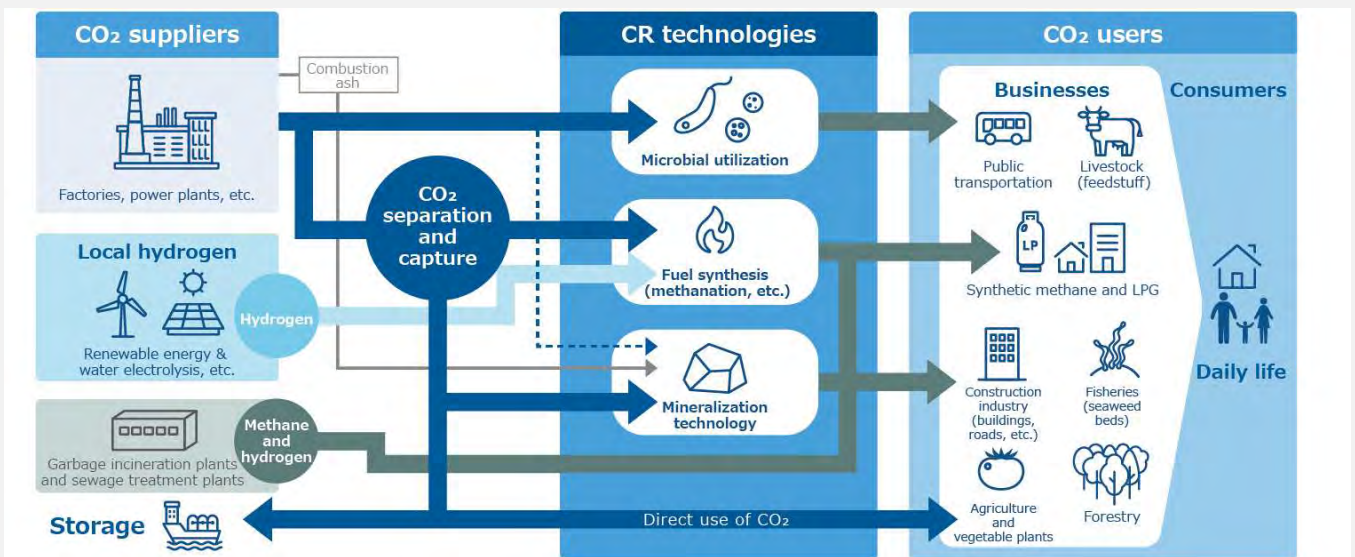 CO₂ suppliers
Combustion
ash
Factories, power plants, etc.
Local hydrogen
Hydrogen
Renewable energy &
water electrolysis, etc.
Methane
and
hydrogen
Garbage incineration plants
and sewage treatment plants
Storage
CO₂
separation
and
capture
CR technologies
Microbial utilization
Fuel synthesis
(methanation, etc.)
Mineralization
technology
Direct use of CO₂
CO₂ users
Businesses
Consumers
Public
transportation
Livestock
(feedstuff)
LP
Synthetic methane and LPG
Construction
industry
(buildings,
roads, etc.)
Fisheries
(seaweed
beds)
Agriculture
and
vegetable plants
Forestry
Daily life